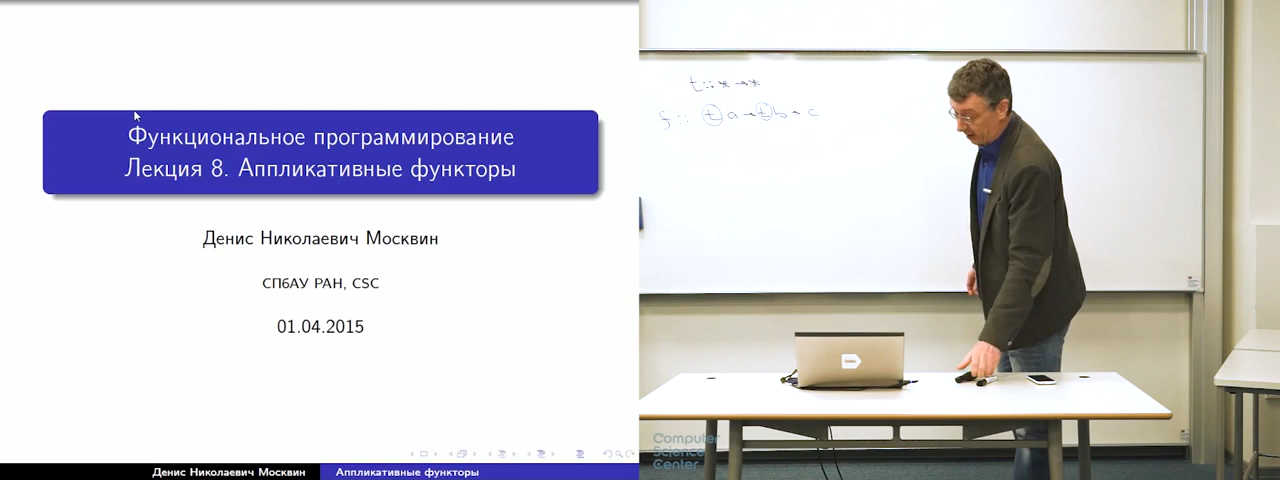 Функциональное программирование
Лекция 8. Аппликативные функторы
Денис Николаевич Москвин
СПбАУ РАН, CSC
01.04.2015
Денис Николаевич Москвин
Аппликативные функторы
t :: * → *
f :: t a → t b → c
Computer
Science
Center